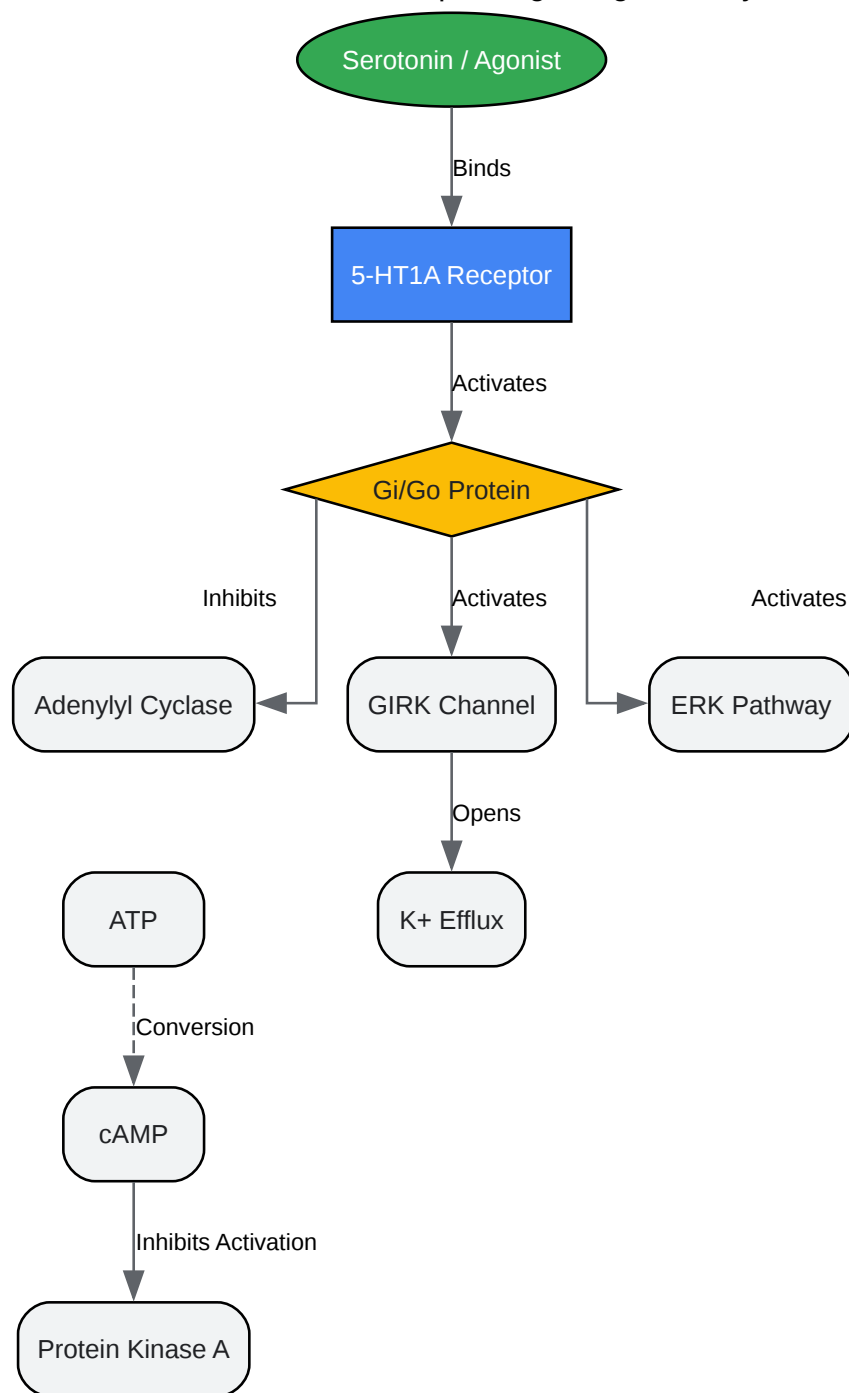 Serotonin / Agonist
Binds
5-HT1A Receptor
Activates
Gi/Go Protein
Inhibits
Activates
Activates
Adenylyl Cyclase
GIRK Channel
ERK Pathway
Opens
ATP
K+ Efflux
Conversion
cAMP
Inhibits Activation
Protein Kinase A